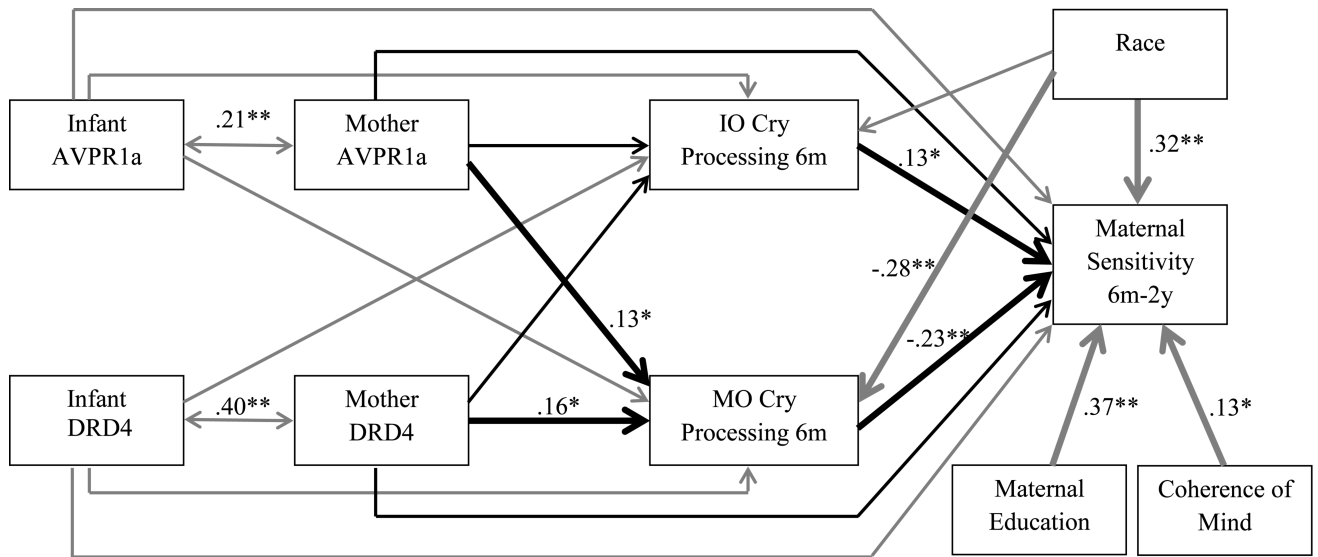 Race
Infant
AVPR1a
.21**
Mother
AVPR1a
IO Cry
Processing 6m
.13*
.32**
Maternal
Sensitivity
6m-2y
-.28**
.13*
-.23**
Infant
DRD4
.40**
Mother
DRD4
.16*
MO Cry
Processing 6m
.37**
.13*
Maternal
Education
Coherence of
Mind